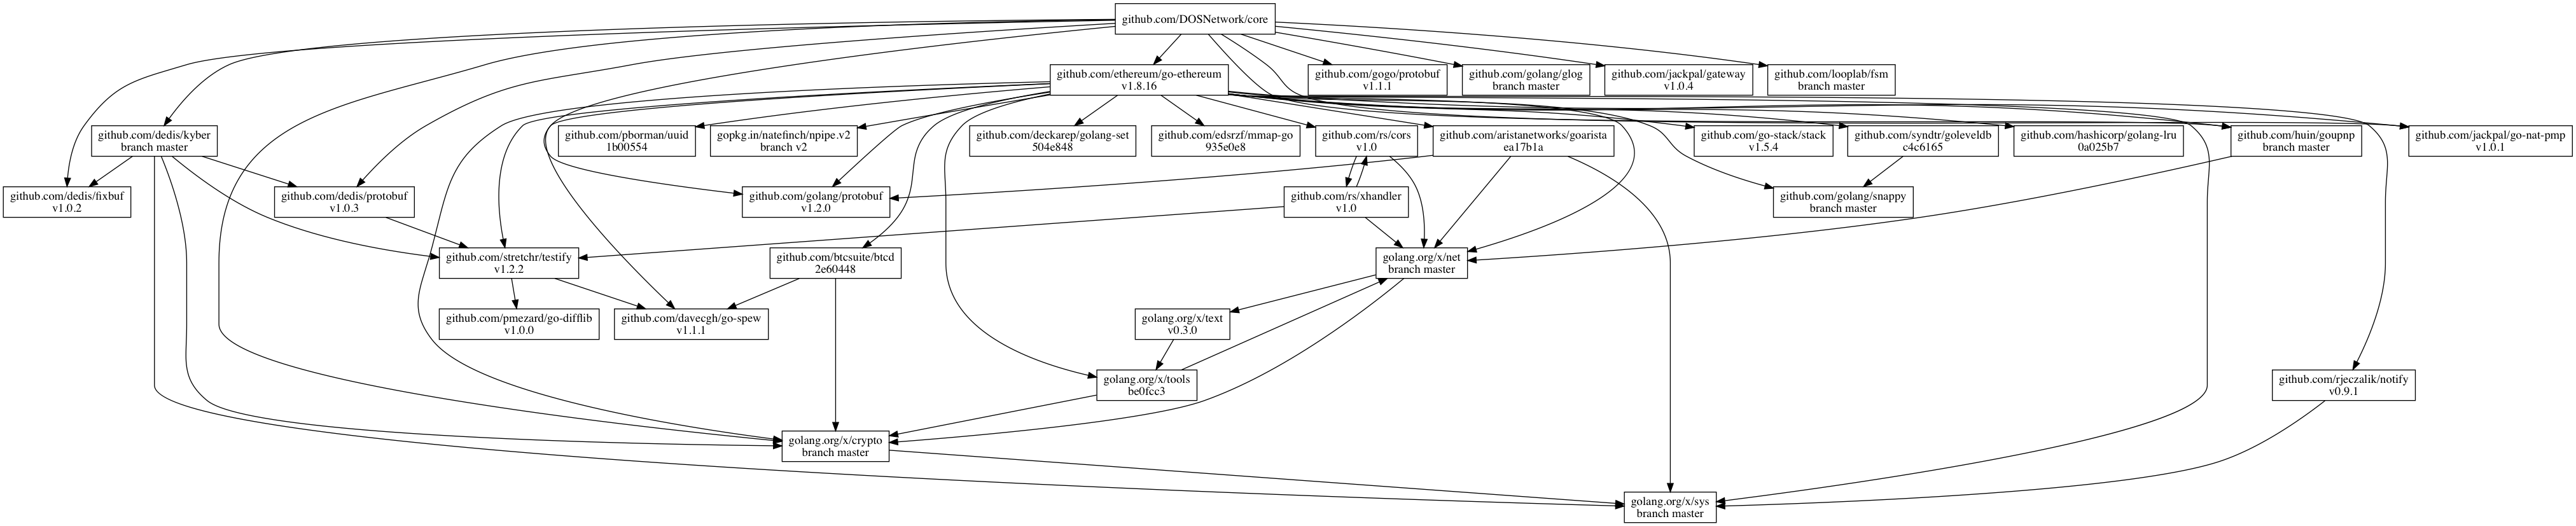 github.com/DOSNetwork/core
github.com/ethereum/go-ethereum
v1.8.16
github.com/gogo/protobuf
v1.1.1
github.com/golang/glog
branch master
github.com/jackpal/gateway
v1.0.4
github.com/looplab/fsm
branch master
github.com/dedis/kyber
branch master
github.com/pborman/uuid
1b00554
gopkg.in/natefinch/npipe.v2
branch v2
github.com/deckarep/golang-set
504e848
github.com/edsrzf/mmap-go
935e0e8
github.com/rs/cors
v1.0
github.com/aristanetworks/goarista
ea17b1a
github.com/go-stack/stack
v1.5.4
github.com/syndtr/goleveldb
c4c6165
github.com/hashicorp/golang-lru
0a025b7
github.com/huin/goupnp
branch master
github.com/jackpal/go-nat-pmp
v1.0.1
github.com/dedis/fixbuf
v1.0.2
github.com/dedis/protobuf
v1.0.3
github.com/golang/protobuf
v1.2.0
github.com/rs/xhandler
v1.0
github.com/golang/snappy
branch master
github.com/stretchr/testify
v1.2.2
github.com/btcsuite/btcd
2e60448
golang.org/x/net
branch master
github.com/pmezard/go-difflib
v1.0.0
github.com/davecgh/go-spew
v1.1.1
golang.org/x/text
v0.3.0
golang.org/x/tools
be0fcc3
github.com/rjeczalik/notify
v0.9.1
golang.org/x/crypto
branch master
golang.org/x/sys
branch master